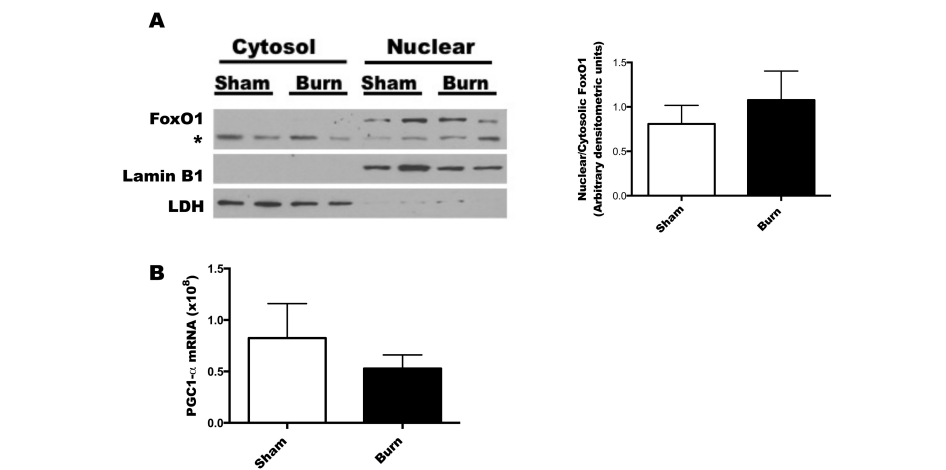 A
Cytosol Nuclear
Sham Burn Sham Burn
FoxO1
*
Lamin B1
LDH
Nuclear/Cytosolic FoxO1
(Arbitrary densitometric units)
1.5
1.0
0.5
0.0
Sham Burn
B
PGC1-α mRNA (x10⁸)
1.5
1.0
0.5
0.0
Sham Burn